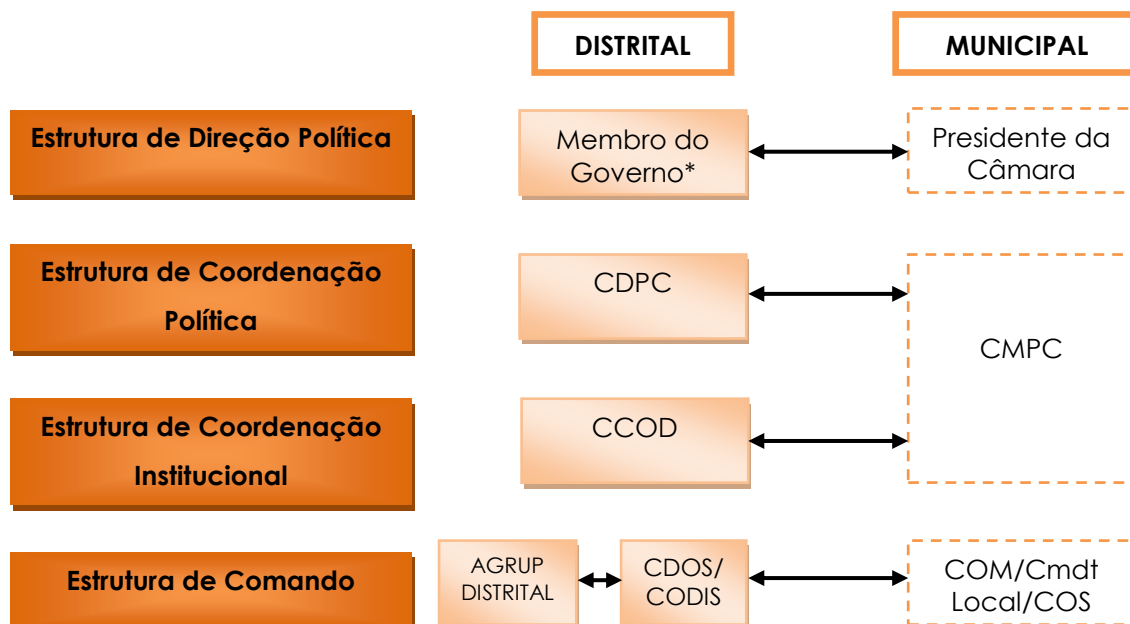 DISTRITAL
MUNICIPAL
Estrutura de Direção Política
Membro do
Governo*
Presidente da
Câmara
Estrutura de Coordenação
Política
CDPC
CMPC
Estrutura de Coordenação
Institucional
CCOD
Estrutura de Comando
AGRUP
DISTRITAL
CDOS/
CODIS
COM/Cmdt
Local/COS